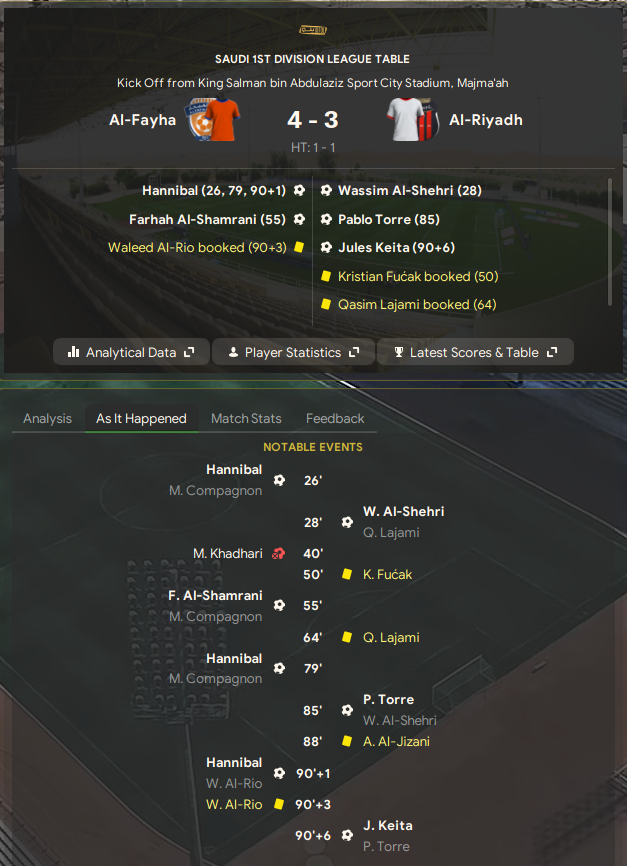 SAUDI 1ST DIVISION LEAGUE TABLE
Kick Off from King Salman bin Abdulaziz Sport City Stadium, Majma'ah
Al-Fayha 4 - 3 Al-Riyadh
HT: 1 - 1
Hannibal (26, 79, 90+1) Wassim Al-Shehri (28)
Farhah Al-Shamrani (55) Pablo Torre (85)
Waleed Al-Rio booked (90+3) Jules Keita (90+6)
Kristian Fućak booked (50)
Qasim Lajami booked (64)
Analytical Data Player Statistics Latest Scores & Table
Analysis As It Happened Match Stats Feedback
NOTABLE EVENTS
Hannibal
M. Compagnon
26'
W. Al-Shehri
28'
Q. Lajami
M. Khadhari 40'
50' K. Fućak
F. Al-Shamrani
M. Compagnon
55'
64' Q. Lajami
Hannibal
M. Compagnon
79'
P. Torre
85'
W. Al-Shehri
88' A. Al-Jizani
Hannibal
W. Al-Rio
90'+1
W. Al-Rio 90'+3
J. Keita
90'+6
P. Torre